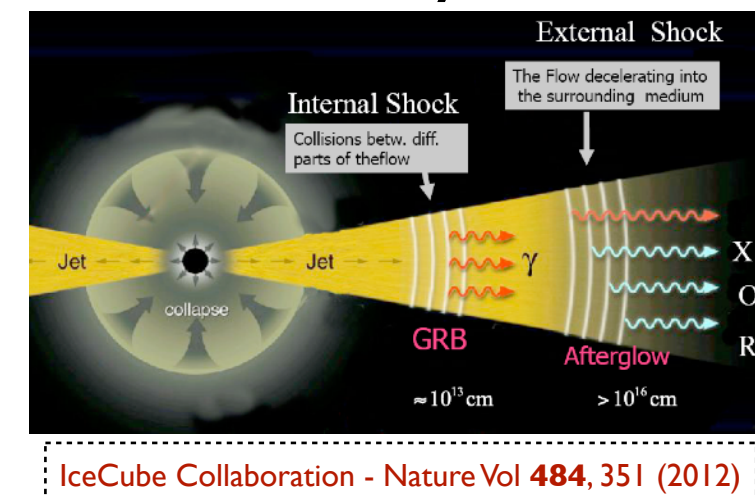 External Shock
The Flow decelerating into
the surrounding medium
Internal Shock
Collisions betw. diff.
parts of theflow
Jet
Jet
γ
X
O
R
collapse
GRB
Afterglow
≈10¹³ cm
>10¹⁶ cm
IceCube Collaboration - Nature Vol 484, 351 (2012)